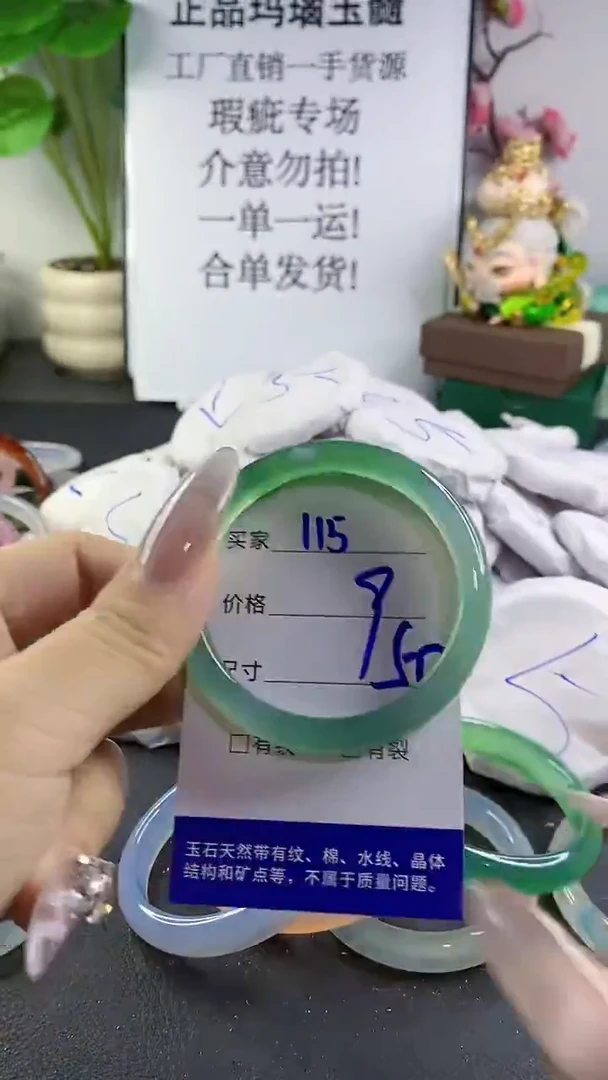 正品玛瑙玉髓
工厂直销一手货源
瑕疵专场
介意勿拍!
一单一运!
合单发货!
买家 115
价格
尺寸
玉石天然带有纹、棉、水线、晶体
结构和矿点等,不属于质量问题。